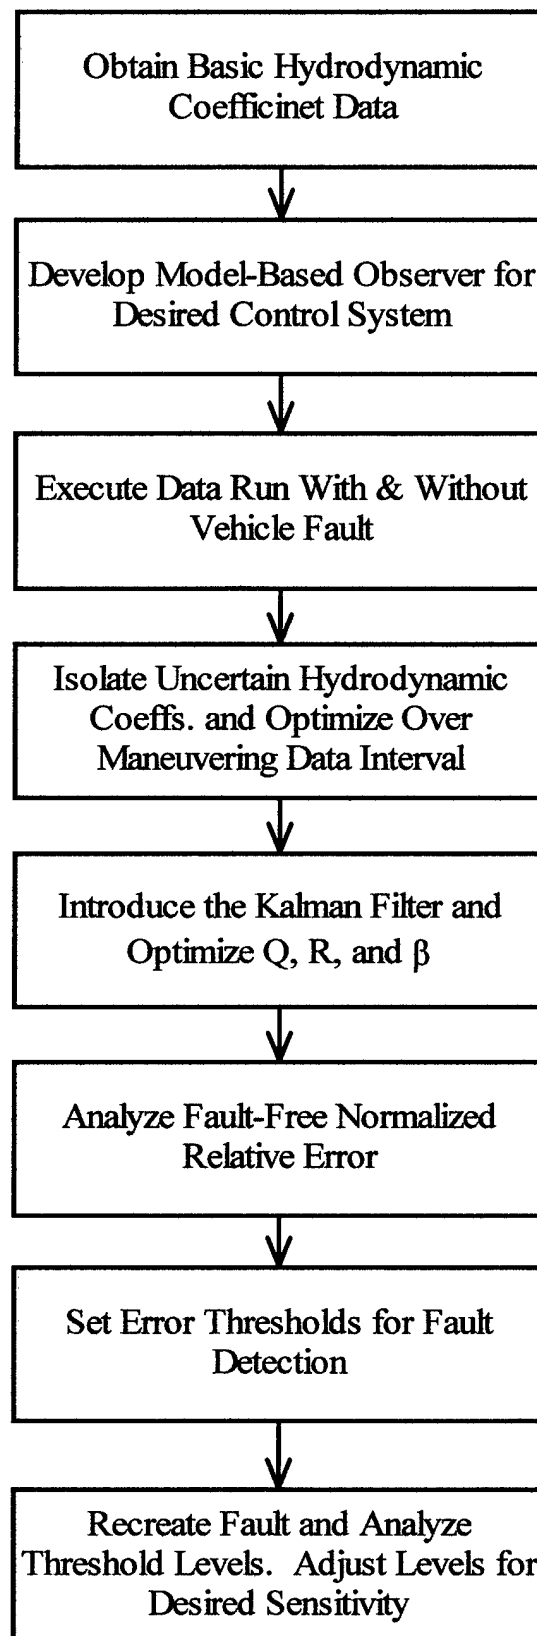 Obtain Basic Hydrodynamic
Coefficinet Data
Develop Model-Based Observer for
Desired Control System
Execute Data Run With & Without
Vehicle Fault
Isolate Uncertain Hydrodynamic
Coeffs. and Optimize Over
Maneuvering Data Interval
Introduce the Kalman Filter and
Optimize Q, R, and β
Analyze Fault-Free Normalized
Relative Error
Set Error Thresholds for Fault
Detection
Recreate Fault and Analyze
Threshold Levels. Adjust Levels for
Desired Sensitivity